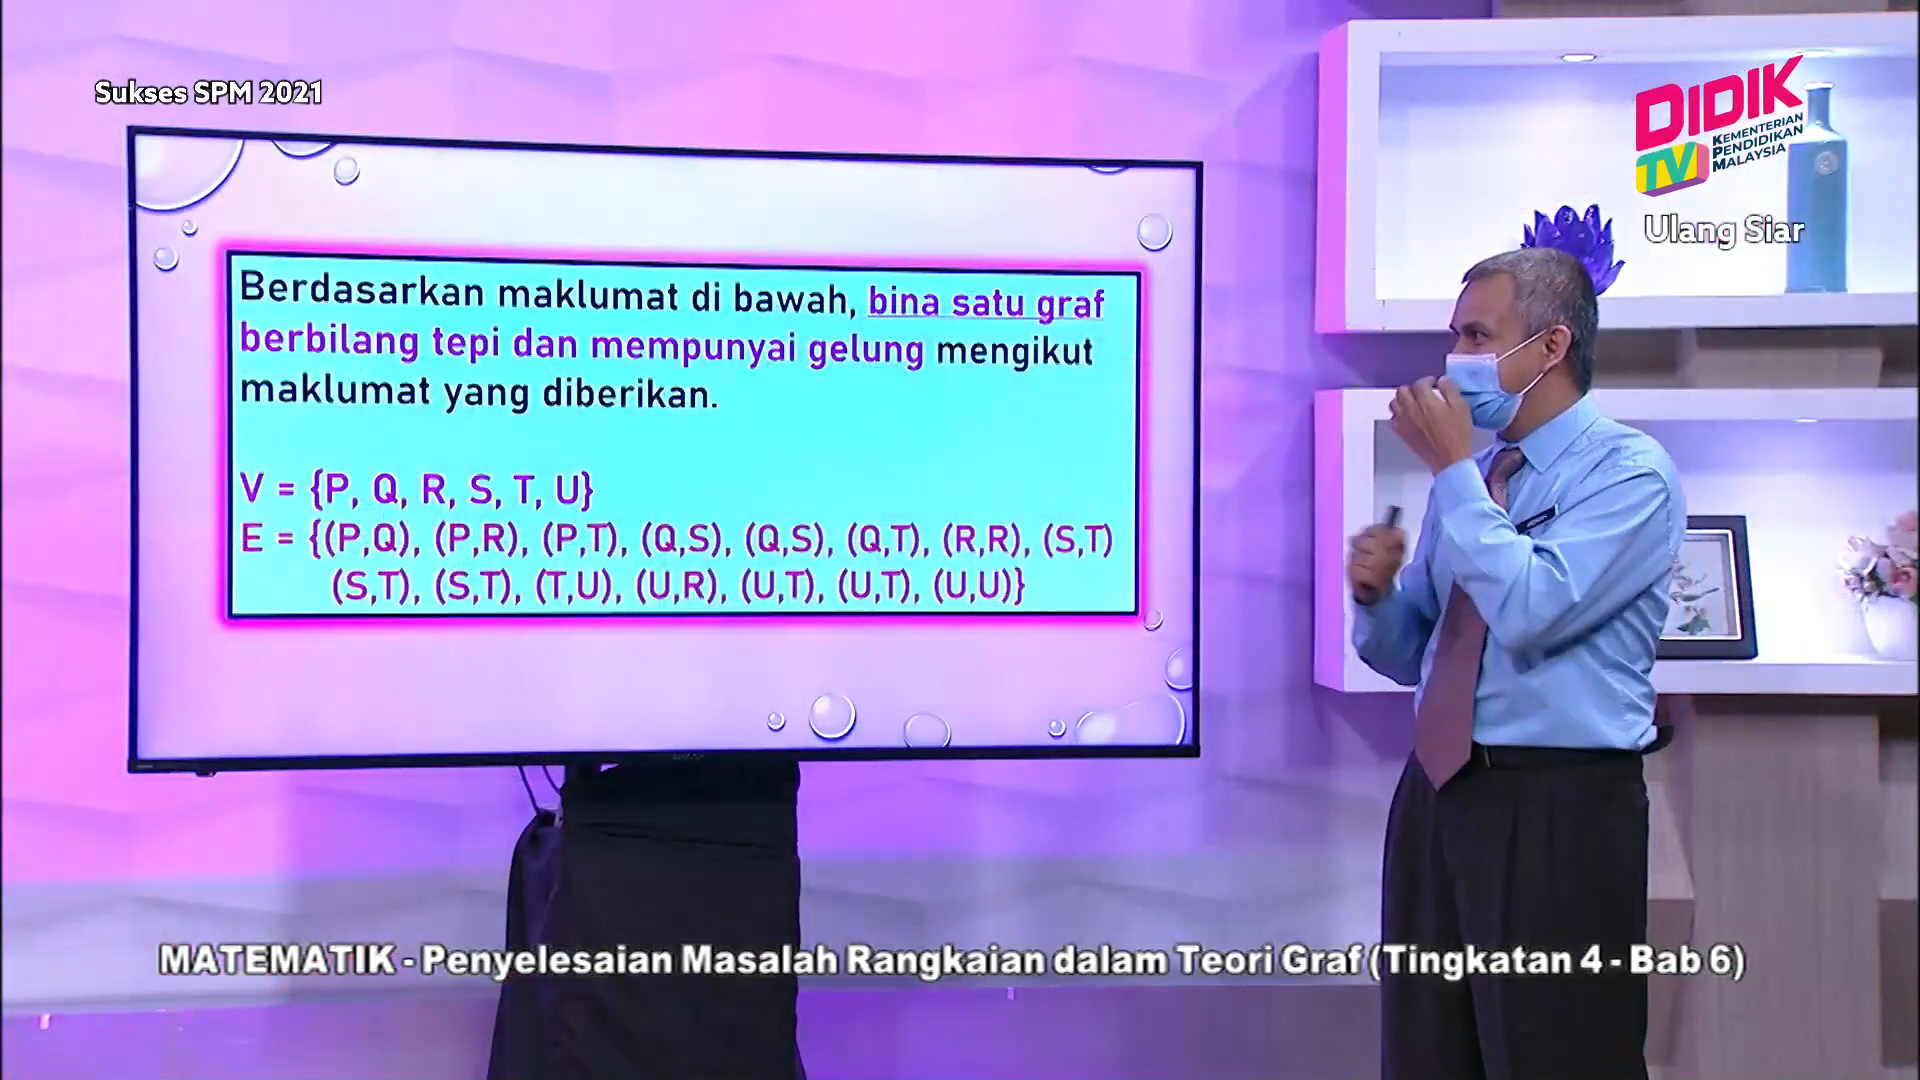 Sukses SPM 2021
DIDIK
TV
KEMENTERIAN
PENDIDIKAN
MALAYSIA
Ulang Siar
Berdasarkan maklumat di bawah, bina satu graf
berbilang tepi dan mempunyai gelung mengikut
maklumat yang diberikan.
V = {P, Q, R, S, T, U}
E = {(P,Q), (P,R), (P,T), (Q,S), (Q,S), (Q,T), (R,R), (S,T)
(S,T), (S,T), (T,U), (U,R), (U,T), (U,T), (U,U)}
MATEMATIK - Penyelesaian Masalah Rangkaian dalam Teori Graf (Tingkatan 4 - Bab 6)